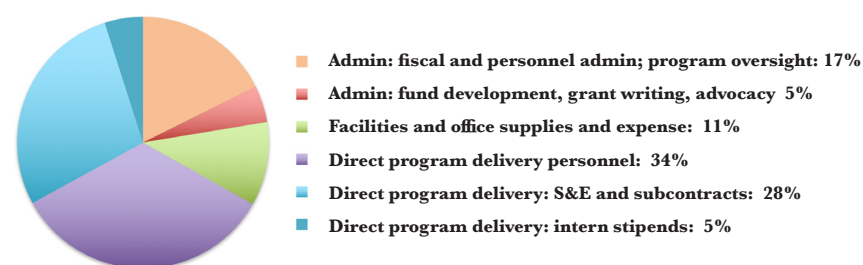 Admin: fiscal and personnel admin; program oversight: 17%
Admin: fund development, grant writing, advocacy 5%
Facilities and office supplies and expense: 11%
Direct program delivery personnel: 34%
Direct program delivery: S&E and subcontracts: 28%
Direct program delivery: intern stipends: 5%